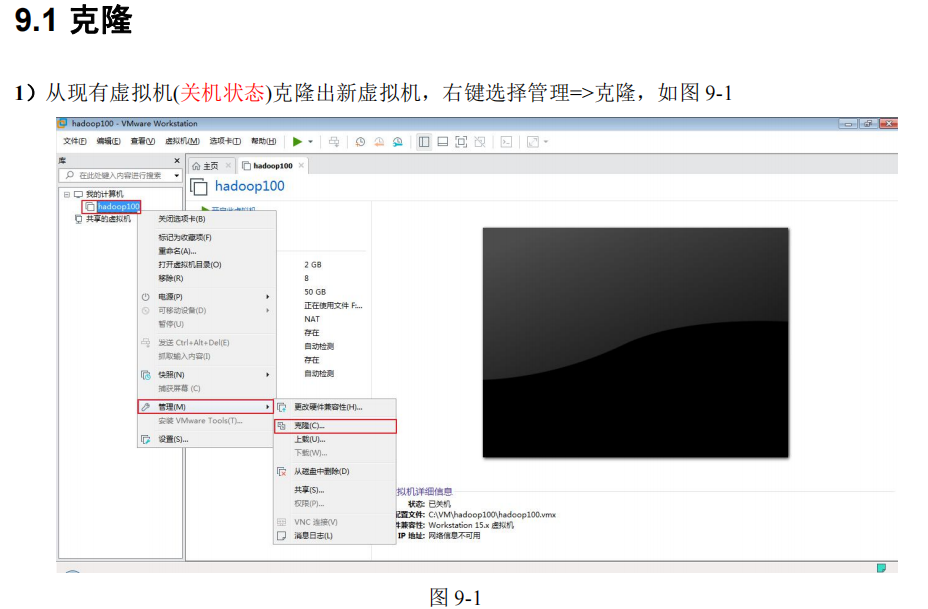 9.1 克隆
1）从现有虚拟机(关机状态)克隆出新虚拟机，右键选择管理=>克隆，如图 9-1
hadoop100 - VMware Workstation
文件(F) 编辑(E) 查看(V) 虚拟机(M) 选项卡(T) 帮助(H)
库
在此处键入内容进行搜索
我的计算机
hadoop100
共享的虚拟机
主页
hadoop100
hadoop100
关闭选项卡(B)
标记为收藏项(F)
重命名(A)...
打开虚拟机目录(O)
移除(R)
电源(P)
可移动设备(D)
暂停(U)
发送 Ctrl+Alt+Del(E)
抓取输入内容(I)
快照(N)
捕获屏幕 (C)
管理(M)
安装 VMware Tools(T)...
设置(S)...
2 GB
8
50 GB
正在使用文件 F:...
NAT
存在
自动检测
存在
自动检测
更改硬件兼容性(H)...
克隆(C)...
上载(U)...
下载(W)...
从磁盘中删除(D)
共享(S)...
权限(P)...
VNC 连接(V)
消息日志(L)
拟机详细信息
状态: 已关机
配置文件: C:\VM\hadoop100\hadoop100.vmx
件兼容性: Workstation 15.x 虚拟机
IP 地址: 网络信息不可用
图 9-1